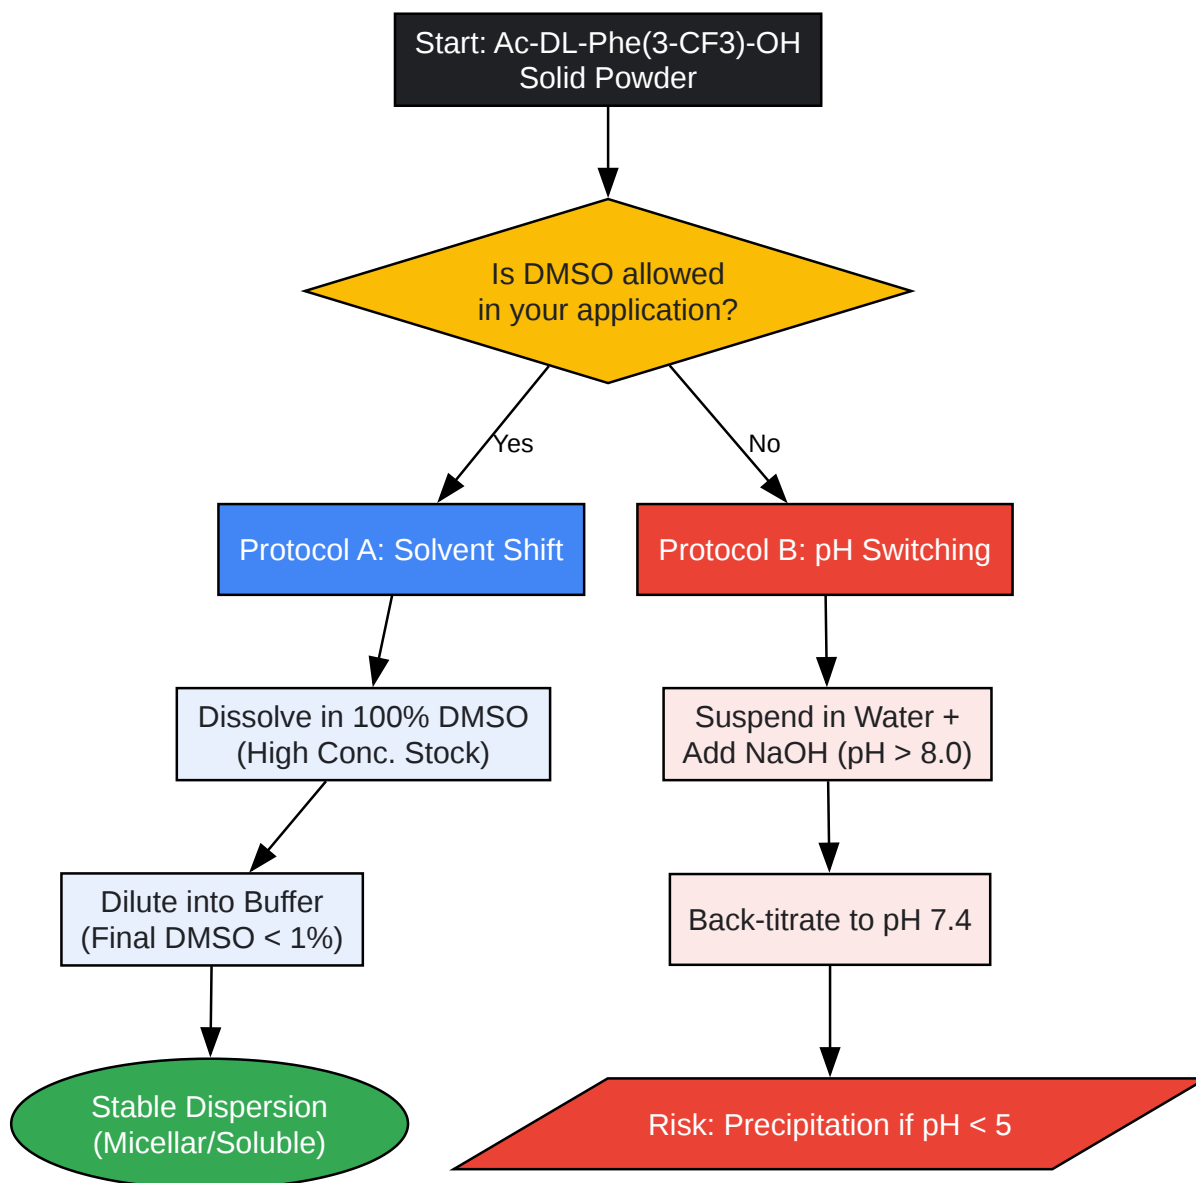 Start: Ac-DL-Phe(3-CF3)-OH
Solid Powder
Is DMSO allowed
in your application?
Yes
No
Protocol A: Solvent Shift
Protocol B: pH Switching
Dissolve in 100% DMSO
(High Conc. Stock)
Suspend in Water +
Add NaOH (pH > 8.0)
Dilute into Buffer
(Final DMSO < 1%)
Back-titrate to pH 7.4
Stable Dispersion
(Micellar/Soluble)
Risk: Precipitation if pH < 5